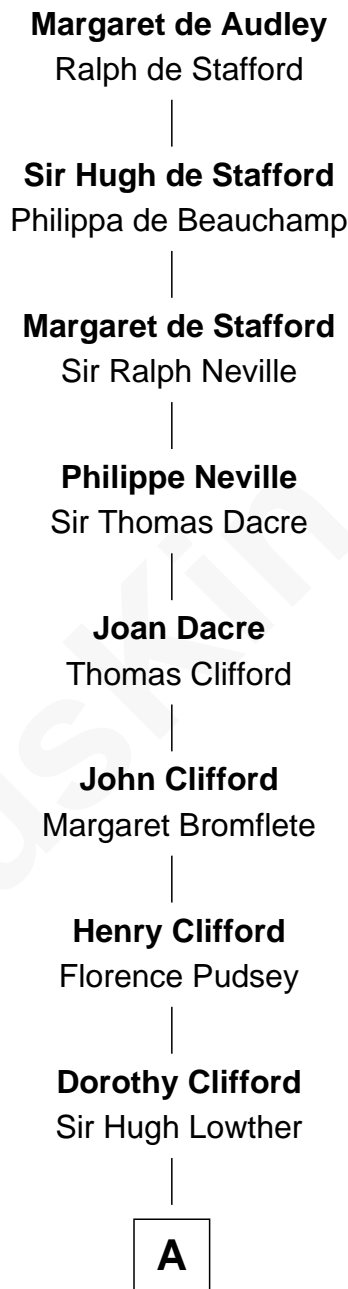 Margaret de Audley
Ralph de Stafford
Sir Hugh de Stafford
Philippa de Beauchamp
Margaret de Stafford
Sir Ralph Neville
Philippe Neville
Sir Thomas Dacre
Joan Dacre
Thomas Clifford
John Clifford
Margaret Bromflete
Henry Clifford
Florence Pudsey
Dorothy Clifford
Sir Hugh Lowther
A